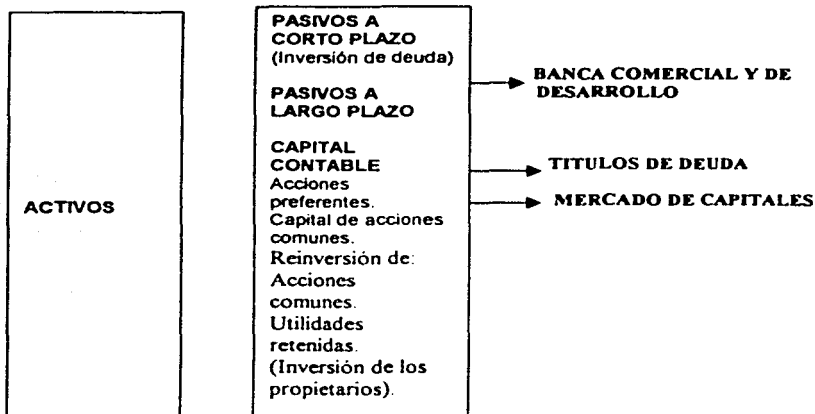 ACTIVOS
PASIVOS A
CORTO PLAZO
(Inversión de deuda)
PASIVOS A
LARGO PLAZO
CAPITAL
CONTABLE
Acciones
preferentes.
Capital de acciones
comunes.
Reinversión de:
Acciones
comunes.
Utilidades
retenidas.
(Inversión de los
propietarios).
BANCA COMERCIAL Y DE
DESARROLLO
TITULOS DE DEUDA
MERCADO DE CAPITALES